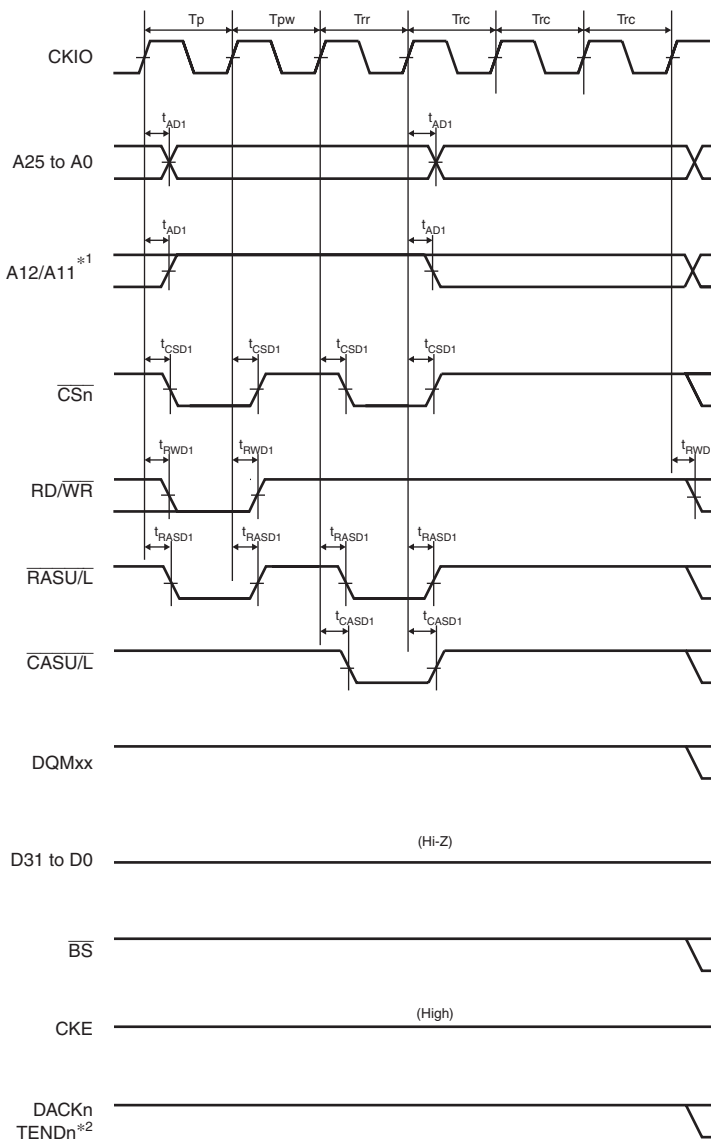 Tp Tpw Trr Trc Trc Trc
CKIO
tAD1 tAD1
A25 to A0
tAD1 tAD1
A12/A11*1
tCSD1 tCSD1 tCSD1 tCSD1
CSn
tRWD1 tRWD1 tRWD
RD/WR
tRASD1 tRASD1 tRASD1 tRASD1
RASU/L
tCASD1 tCASD1
CASU/L
DQMxx
(Hi-Z)
D31 to D0
BS
(High)
CKE
DACKn
TENDn*2